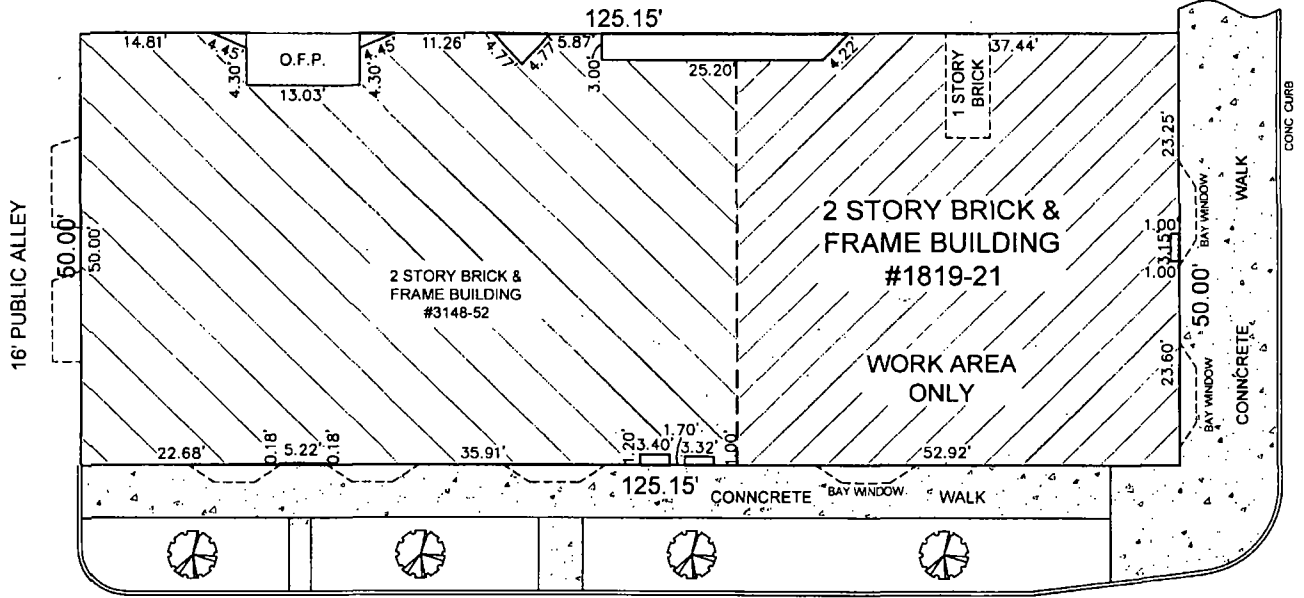 125.15'
14.81'
4.45'
O.F.P.
4.45'
11.26'
4.77'
4.77'
5.87'
4.22'
37.44'
4.30'
4.30'
13.03'
3.00'
25.20'
1 STORY
BRICK
23.25'
CONC CURB
WALK
16' PUBLIC ALLEY
50.00'
50.00'
2 STORY BRICK &
FRAME BUILDING
#1819-21
BAY WINDOW
1.00'
3.15'
1.00'
50.00'
2 STORY BRICK &
FRAME BUILDING
#3148-52
WORK AREA
ONLY
23.60'
BAY WINDOW
CONNCRETE
22.68'
0.18'
5.22'
0.18'
35.91'
1.20'
3.40'
1.70'
3.32'
1.00'
52.92'
125.15'
CONNCRETE
BAY WINDOW
WALK